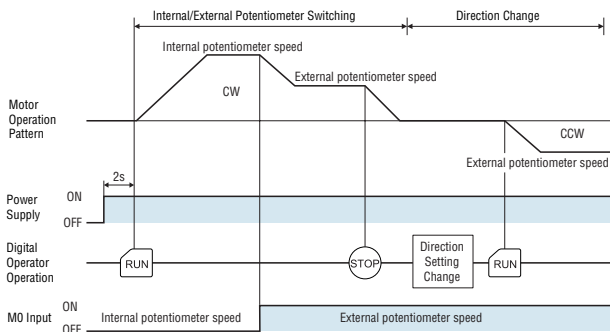 Internal/External Potentiometer Switching
Direction Change
Internal potentiometer speed
External potentiometer speed
CW
Motor
Operation
Pattern
CCW
External potentiometer speed
2s
Power
Supply
ON
OFF
Digital
Operator
Operation
RUN
STOP
Direction
Setting
Change
RUN
M0 Input
ON
OFF
Internal potentiometer speed
External potentiometer speed